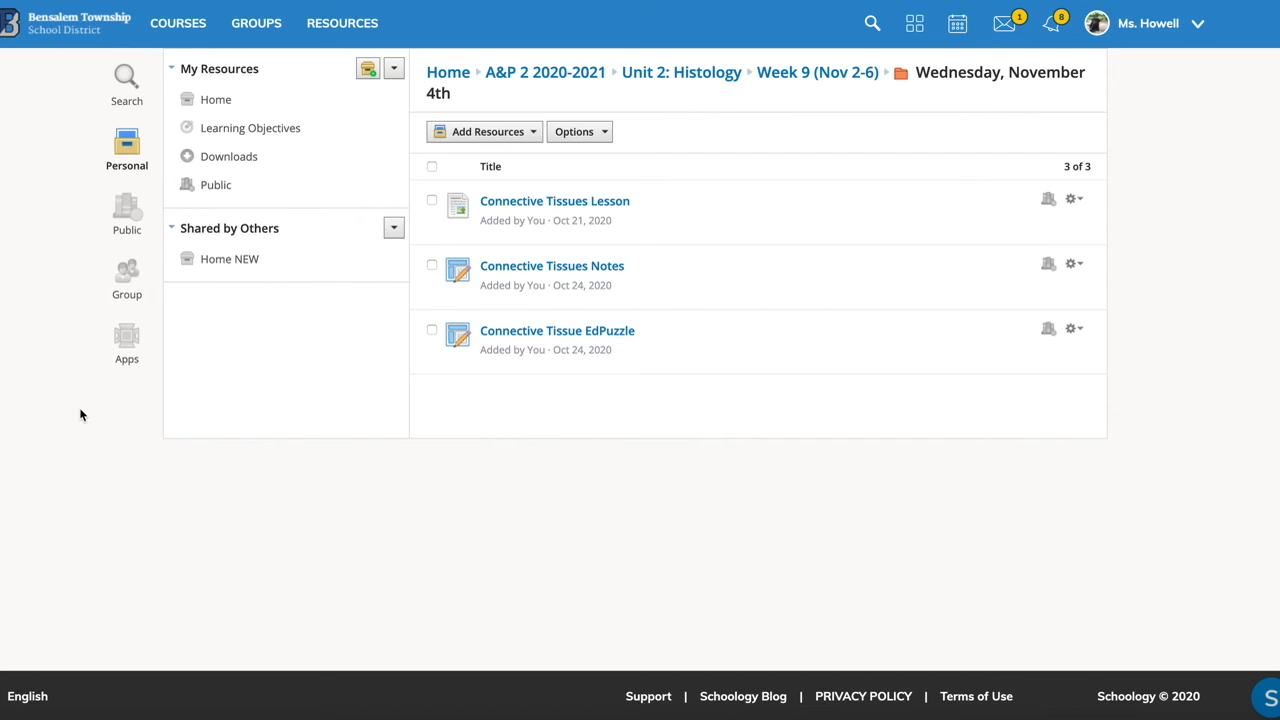 Bensalem Township
School District
COURSES GROUPS RESOURCES
1
8
Ms. Howell
Search
Personal
Public
Group
Apps
My Resources
Home
Learning Objectives
Downloads
Public
Shared by Others
Home NEW
Home A&P 2 2020-2021 Unit 2: Histology Week 9 (Nov 2-6) Wednesday, November
4th
Add Resources Options
Title 3 of 3
Connective Tissues Lesson
Added by You · Oct 21, 2020
Connective Tissues Notes
Added by You · Oct 24, 2020
Connective Tissue EdPuzzle
Added by You · Oct 24, 2020
English
Support | Schoology Blog | PRIVACY POLICY | Terms of Use
Schoology © 2020
S